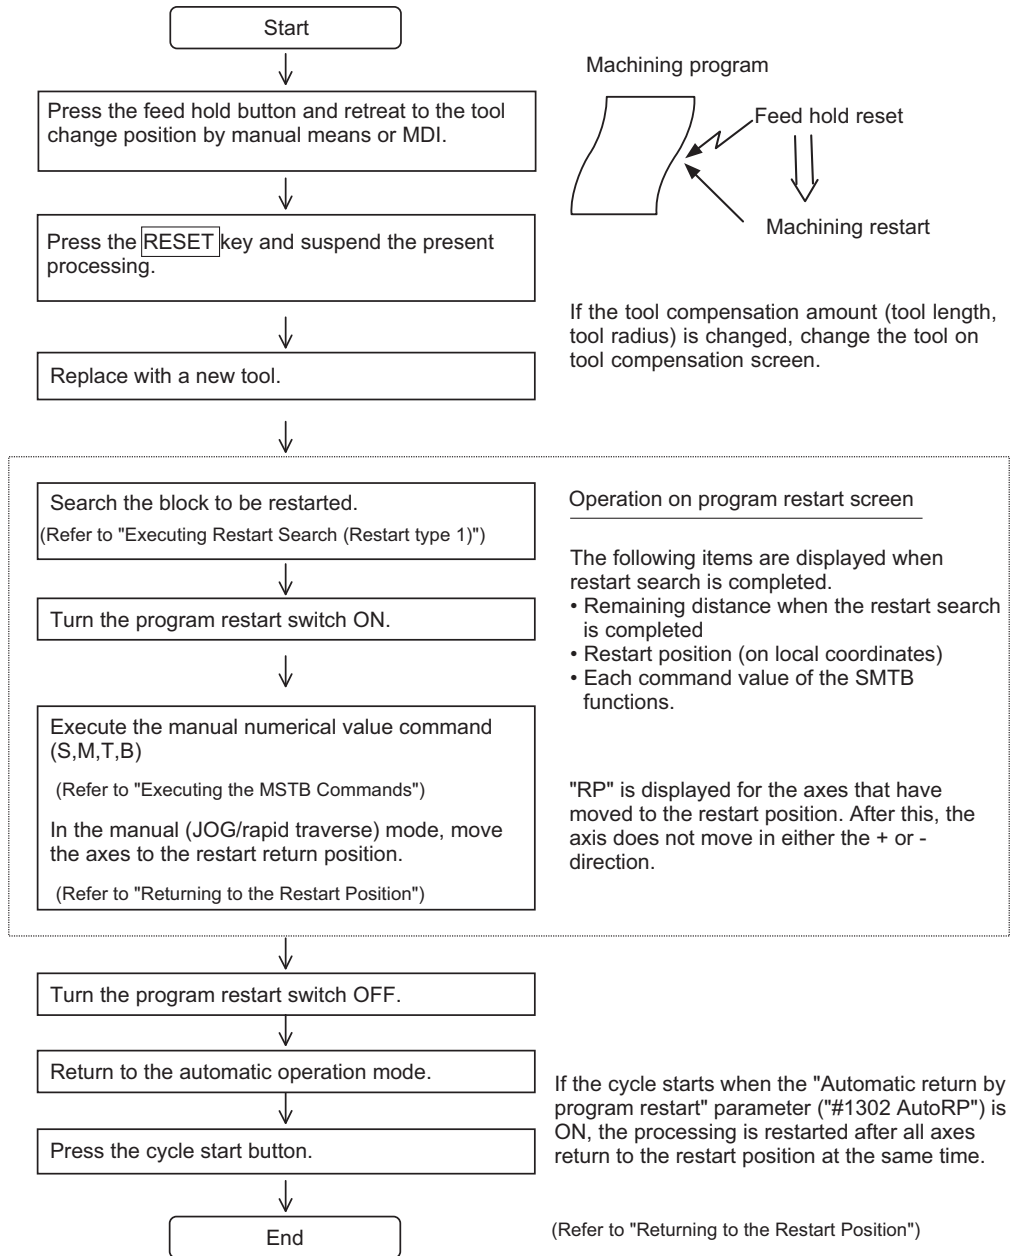 Start
Machining program
Press the feed hold button and retreat to the tool
change position by manual means or MDI.
Feed hold reset
Machining restart
Press the RESET key and suspend the present
processing.
If the tool compensation amount (tool length,
tool radius) is changed, change the tool on
tool compensation screen.
Replace with a new tool.
Search the block to be restarted.
(Refer to "Executing Restart Search (Restart type 1)")
Operation on program restart screen
The following items are displayed when
restart search is completed.
• Remaining distance when the restart search
is completed
• Restart position (on local coordinates)
• Each command value of the SMTB
functions.
Turn the program restart switch ON.
Execute the manual numerical value command
(S,M,T,B)
(Refer to "Executing the MSTB Commands")
In the manual (JOG/rapid traverse) mode, move
the axes to the restart return position.
(Refer to "Returning to the Restart Position")
"RP" is displayed for the axes that have
moved to the restart position. After this, the
axis does not move in either the + or -
direction.
Turn the program restart switch OFF.
Return to the automatic operation mode.
If the cycle starts when the "Automatic return by
program restart" parameter ("#1302 AutoRP") is
ON, the processing is restarted after all axes
return to the restart position at the same time.
Press the cycle start button.
End
(Refer to "Returning to the Restart Position")